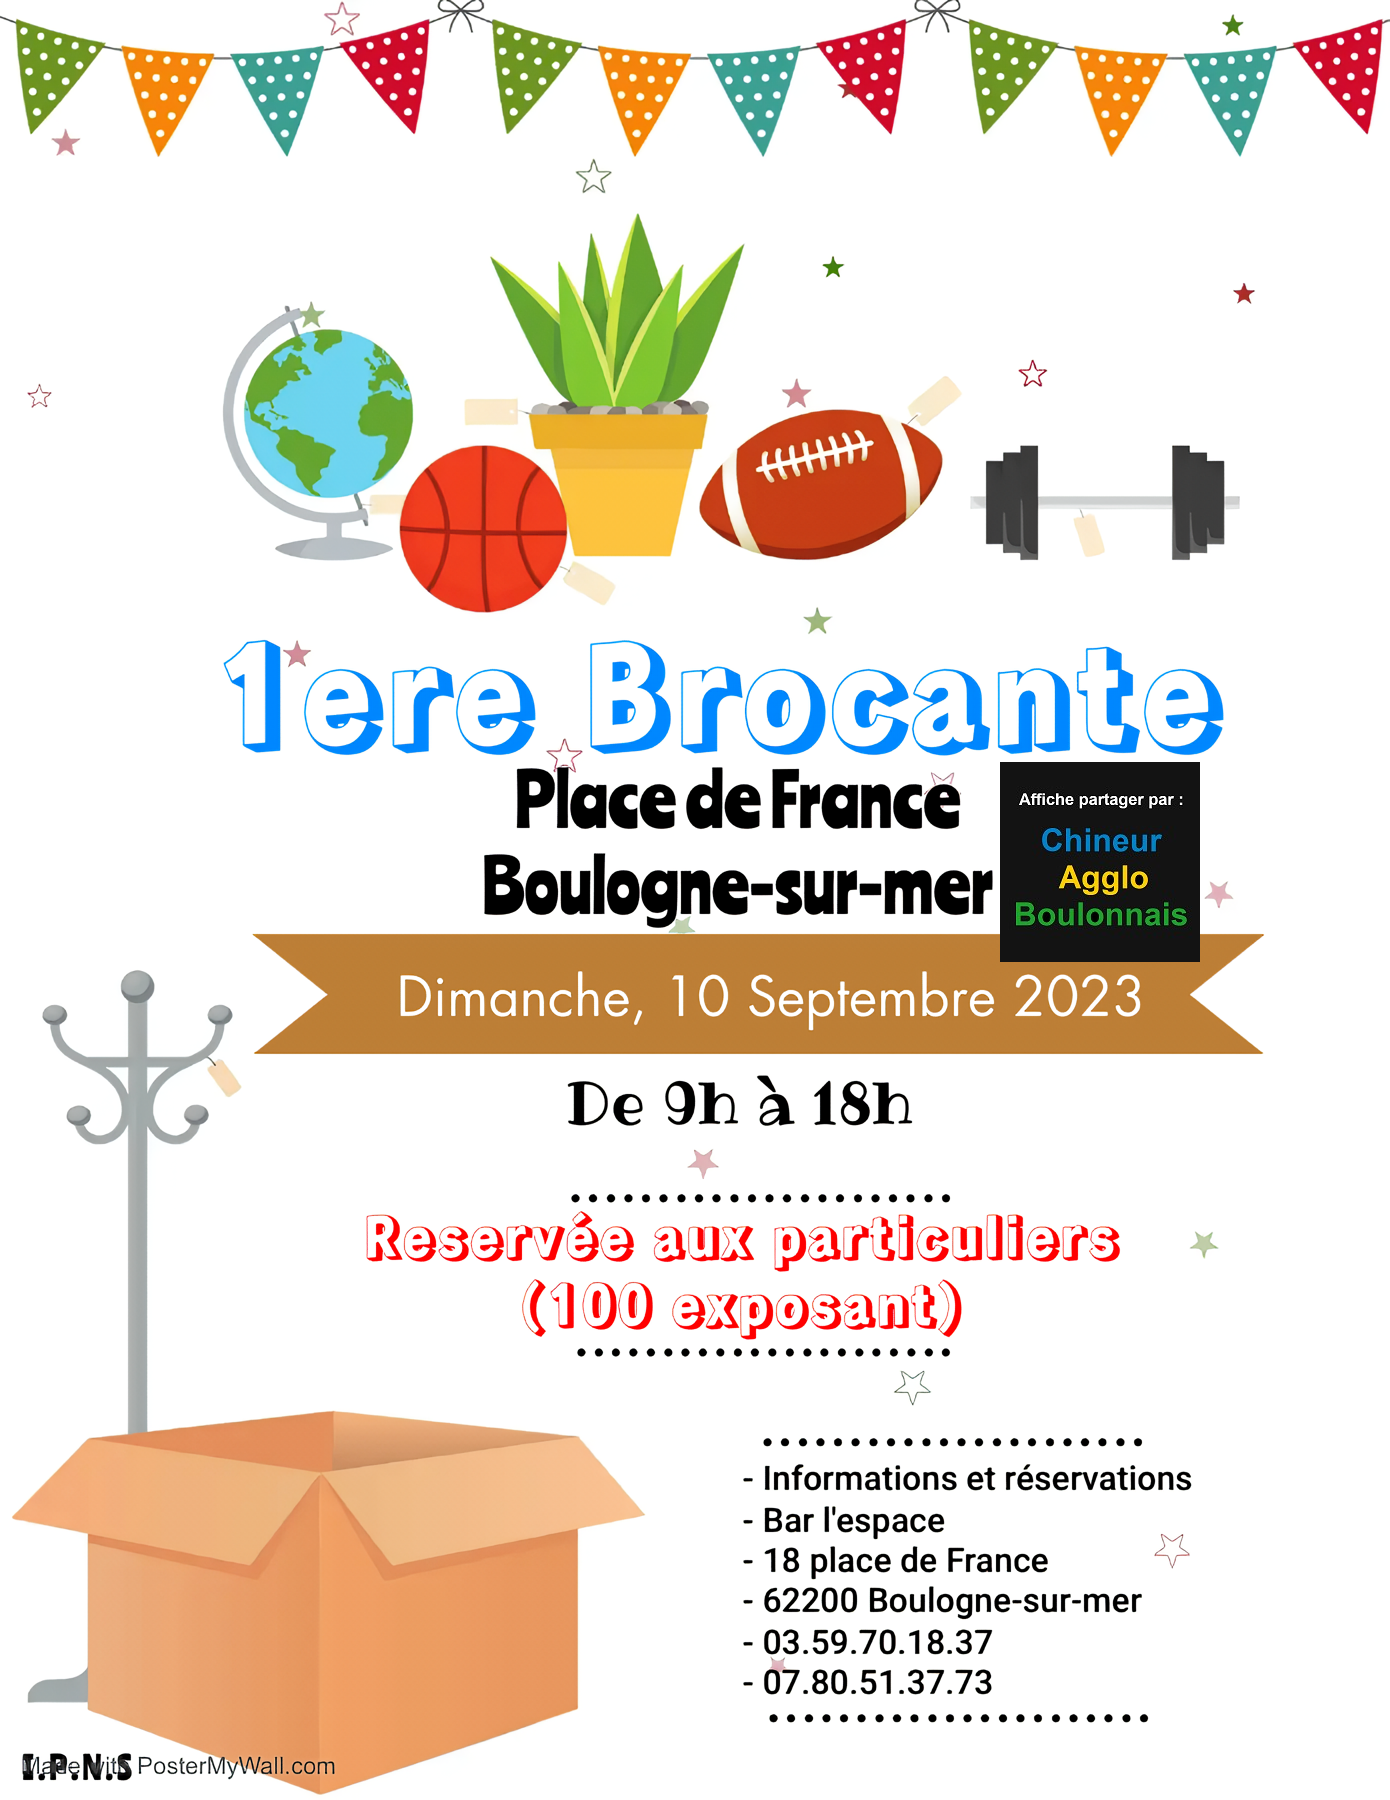 1ere Brocante
Place de France
Boulogne-sur-mer
Affiche partager par :
Chineur
Agglo
Boulonnais
Dimanche, 10 Septembre 2023
De 9h à 18h
Reservée aux particuliers
(100 exposant)
- Informations et réservations
- Bar l'espace
- 18 place de France
- 62200 Boulogne-sur-mer
- 03.59.70.18.37
- 07.80.51.37.73
I.P.N.S
Made with PosterMyWall.com